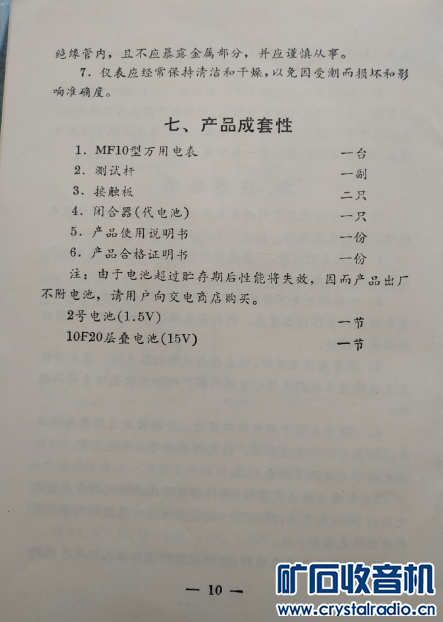 绝缘管内，且不应暴露金属部分，并应谨慎从事。
7．仪表应经常保持清洁和干燥，以免因受潮而损坏和影
响准确度。
七、产品成套性
1．MF10型万用电表 一台
2．测试杆 一副
3．接触板 二只
4．闭合器(代电池) 一只
5．产品使用说明书 一份
6．产品合格证明书 一份
注：由于电池超过贮存期后性能将失效，因而产品出厂
不附电池，请用户向交电商店购买。
2号电池(1.5V) 一节
10F20层叠电池(15V) 一节
— 10 —
矿石收音机
www.crystalradio.cn